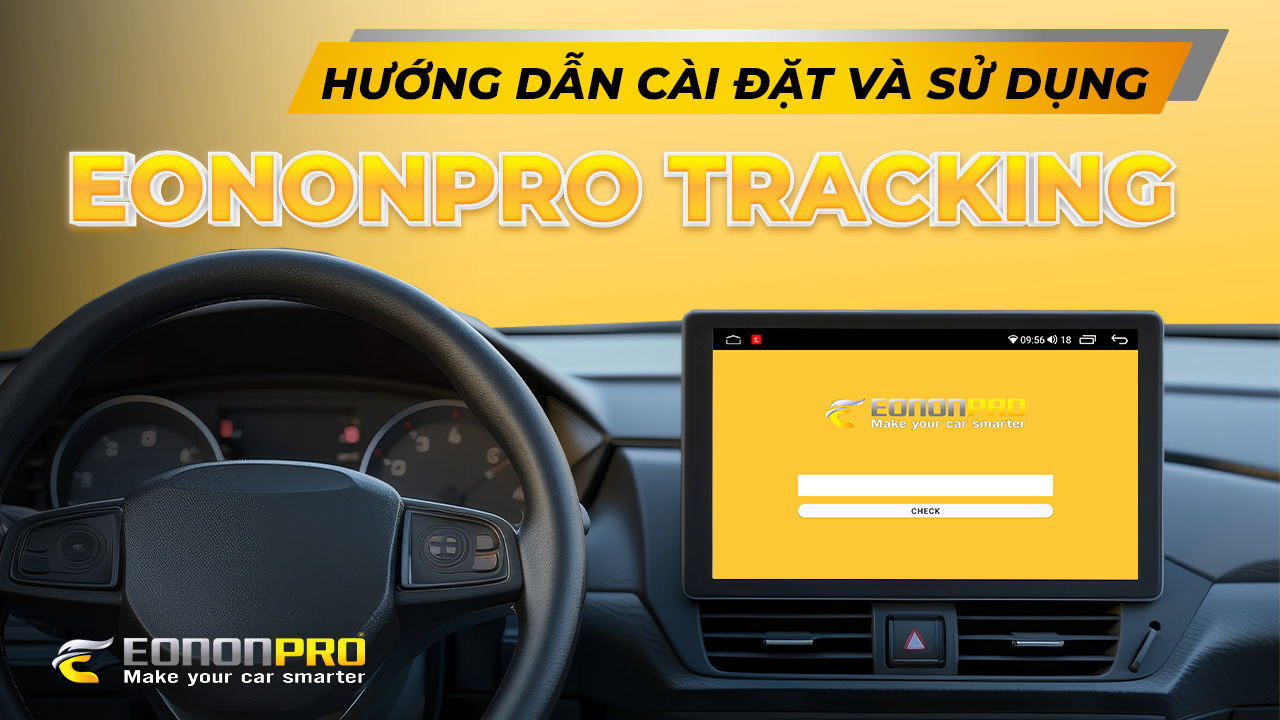 HƯỚNG DẪN CÀI ĐẶT VÀ SỬ DỤNG
EONONPRO TRACKING
09:56 18
EONONPRO
Make your car smarter
CHECK
EONONPRO
Make your car smarter